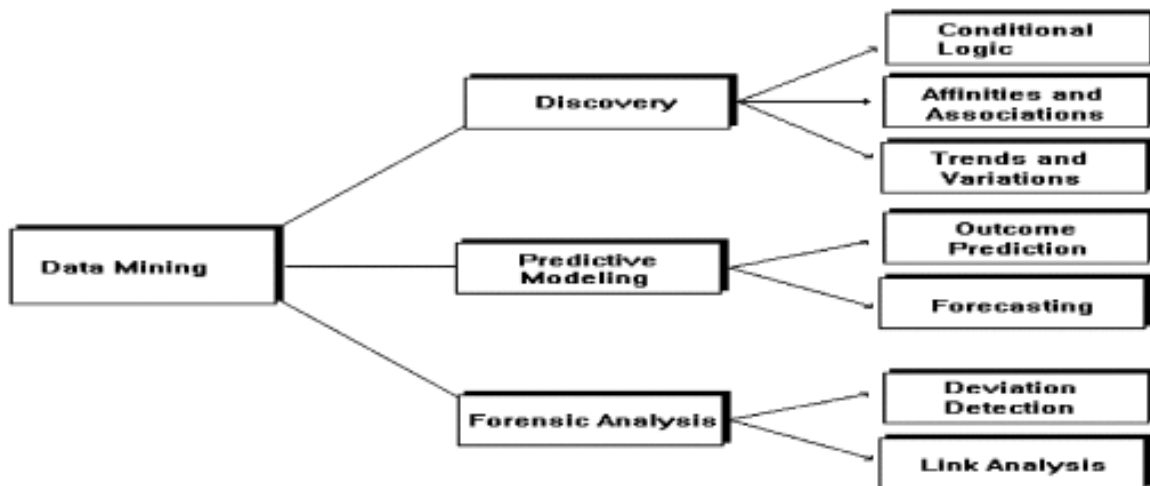 Data Mining
Discovery
Conditional
Logic
Affinities and
Associations
Trends and
Variations
Predictive
Modeling
Outcome
Prediction
Forecasting
Forensic Analysis
Deviation
Detection
Link Analysis